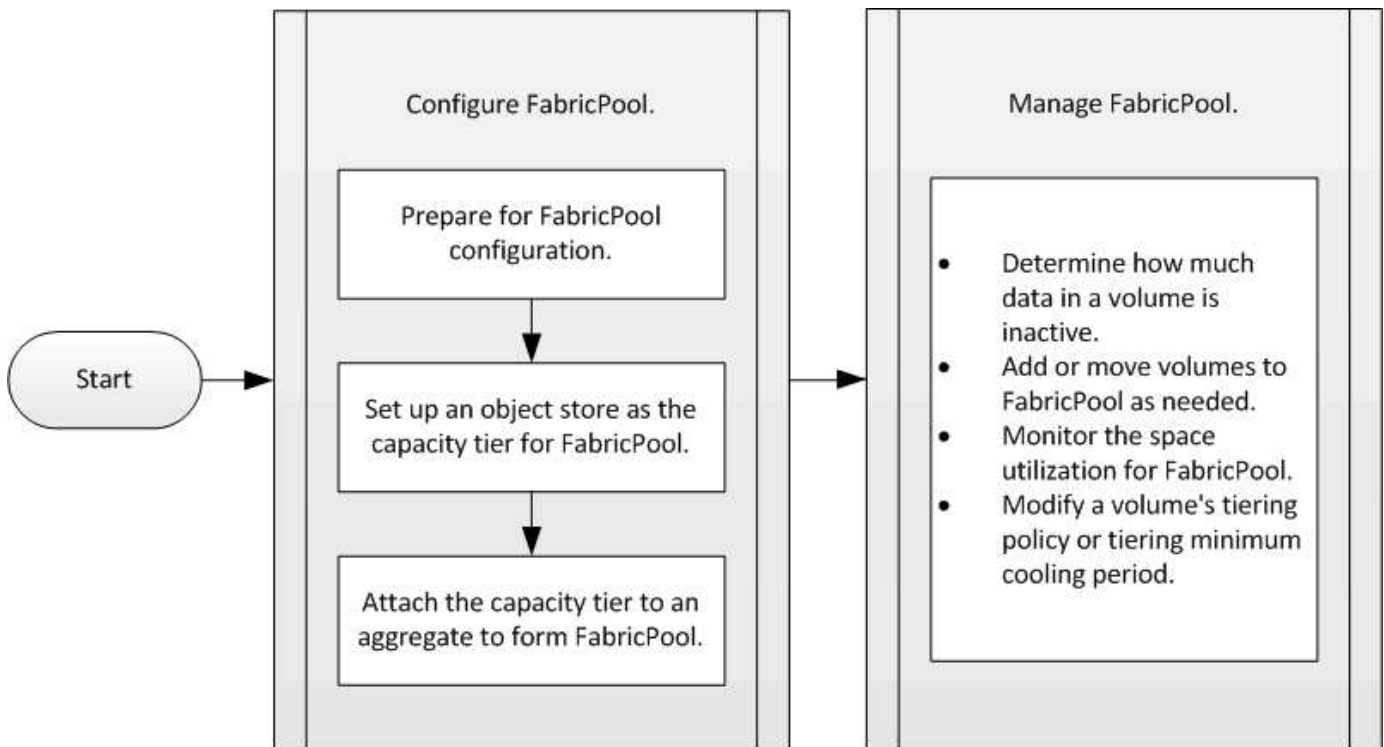 Start
Configure FabricPool.
Prepare for FabricPool
configuration.
Set up an object store as the
capacity tier for FabricPool.
Attach the capacity tier to an
aggregate to form FabricPool.
Manage FabricPool.
• Determine how much
data in a volume is
inactive.
• Add or move volumes to
FabricPool as needed.
• Monitor the space
utilization for FabricPool.
• Modify a volume's tiering
policy or tiering minimum
cooling period.